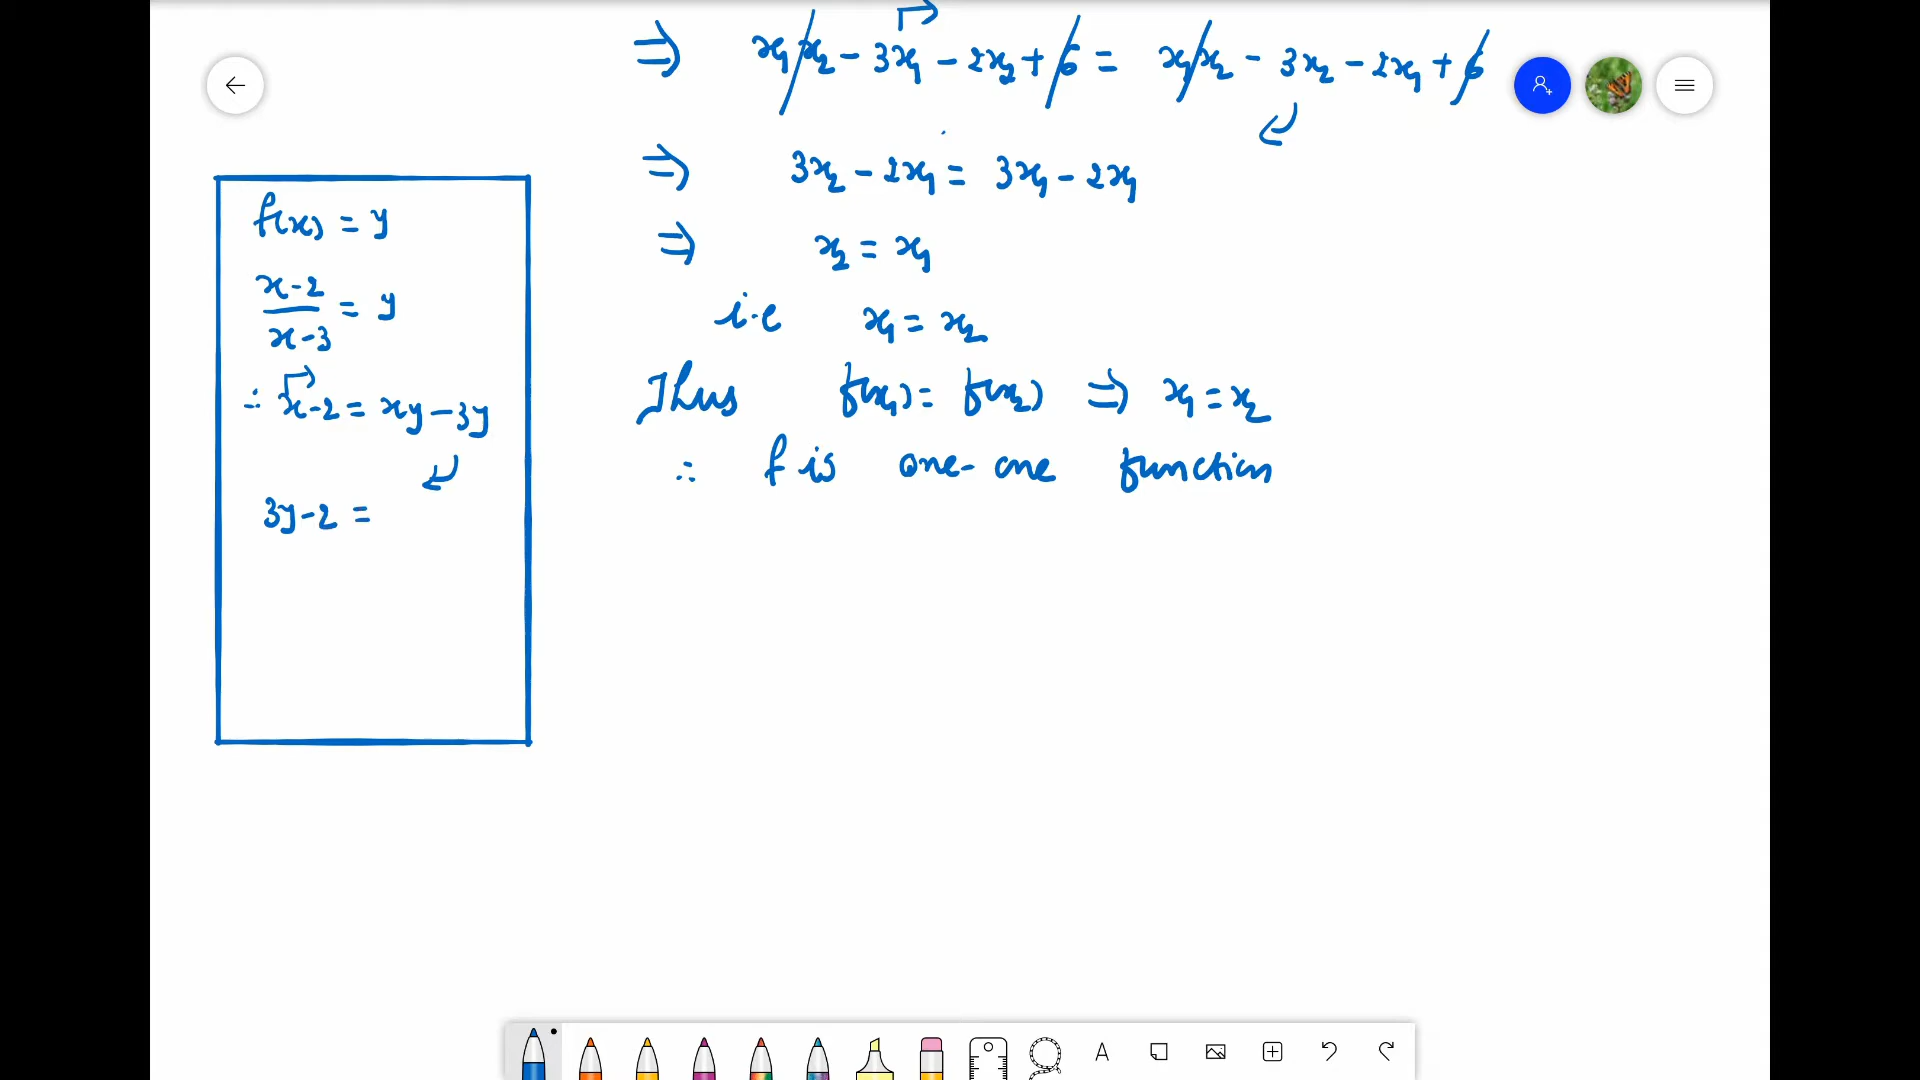 ⇒ x₁x₂ - 3x₁ - 2x₂ + 6 = x₁x₂ - 3x₂ - 2x₁ + 6
⇒ 3x₂ - 2x₁ = 3x₁ - 2x₁
⇒ x₂ = x₁
i.e x₁ = x₂
Thus f(x₁) = f(x₂) ⇒ x₁ = x₂
∴ f is one-one function
f(x) = y
x-2/x-3 = y
∴ x-2 = xy-3y
3y-2 =
A